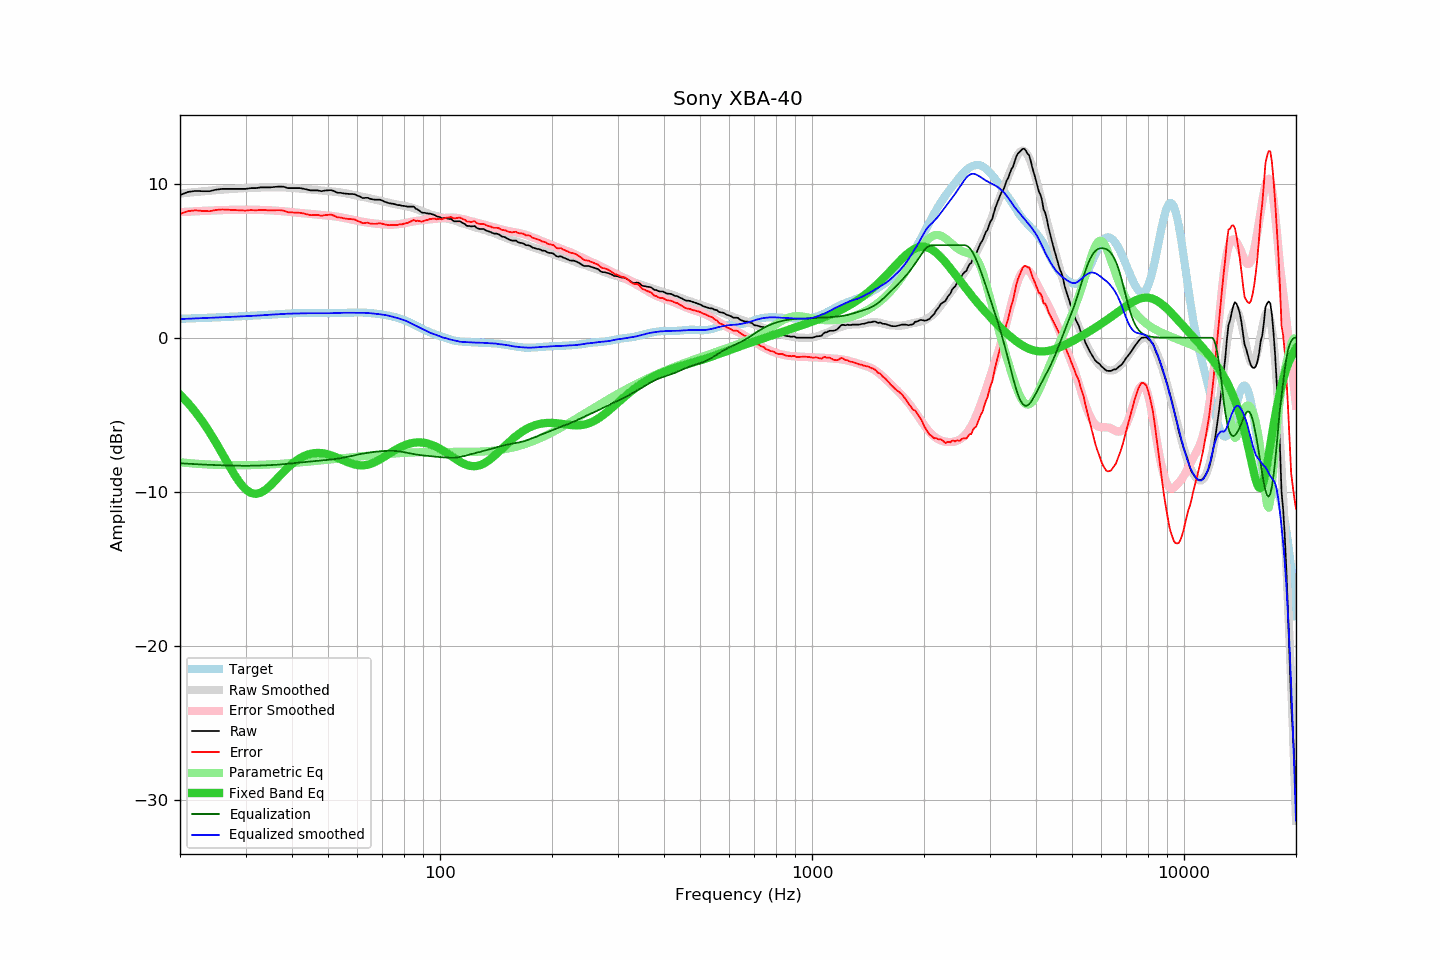 Sony XBA-40
Amplitude (dBr)
10
0
−10
−20
−30
Target
Raw Smoothed
Error Smoothed
Raw
Error
Parametric Eq
Fixed Band Eq
Equalization
Equalized smoothed
100 1000 10000
Frequency (Hz)